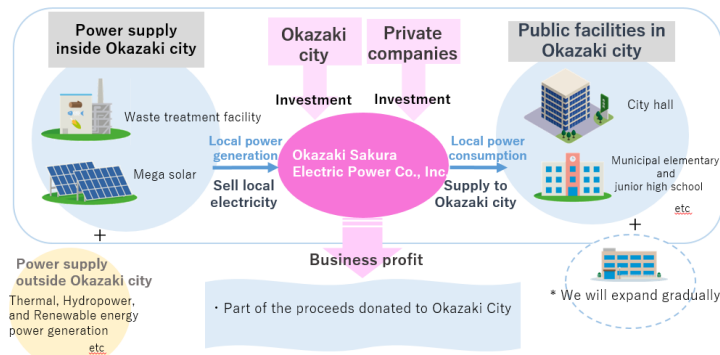 Power supply
inside Okazaki city
Waste treatment facility
Mega solar
+
Power supply
outside Okazaki city
Thermal, Hydropower,
and Renewable energy
power generation
etc
Okazaki
city
Private
companies
Investment
Investment
Local power
generation
Sell local
electricity
Okazaki Sakura
Electric Power Co., Inc
Local power
consumption
Supply to
Okazaki city
Business profit
・Part of the proceeds donated to Okazaki City
Public facilities in
Okazaki city
City hall
Municipal elementary
and
junior high school
etc
+
* We will expand gradually